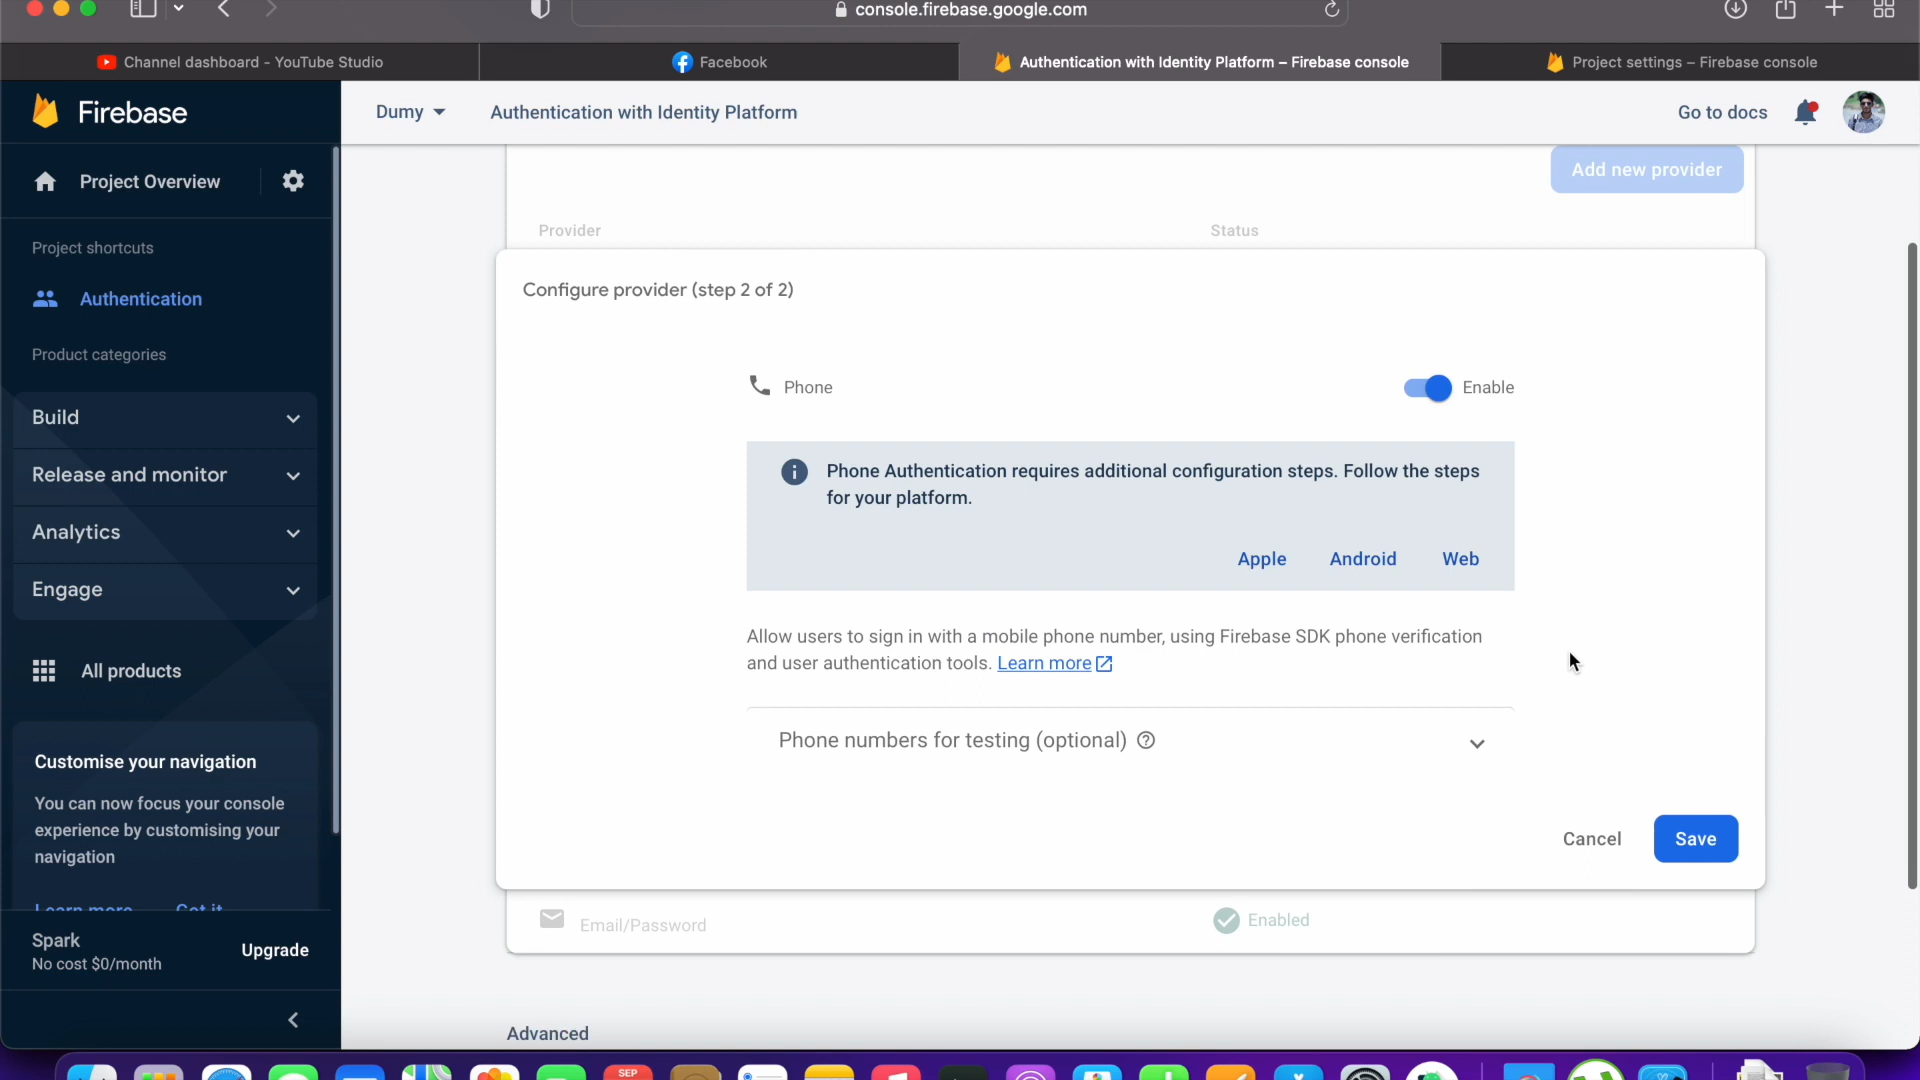 console.firebase.google.com
Channel dashboard - YouTube Studio
Facebook
Authentication with Identity Platform – Firebase console
Project settings – Firebase console
Firebase
Dumy
Authentication with Identity Platform
Go to docs
Project Overview
Add new provider
Project shortcuts
Provider
Status
Authentication
Configure provider (step 2 of 2)
Product categories
Phone
Enable
Build
Release and monitor
Phone Authentication requires additional configuration steps. Follow the steps
for your platform.
Analytics
Apple
Android
Web
Engage
Allow users to sign in with a mobile phone number, using Firebase SDK phone verification
and user authentication tools. Learn more
All products
Phone numbers for testing (optional)
Customise your navigation
You can now focus your console
experience by customising your
navigation
Cancel
Save
Learn more
Got it
Email/Password
Enabled
Spark
No cost $0/month
Upgrade
Advanced
SEP